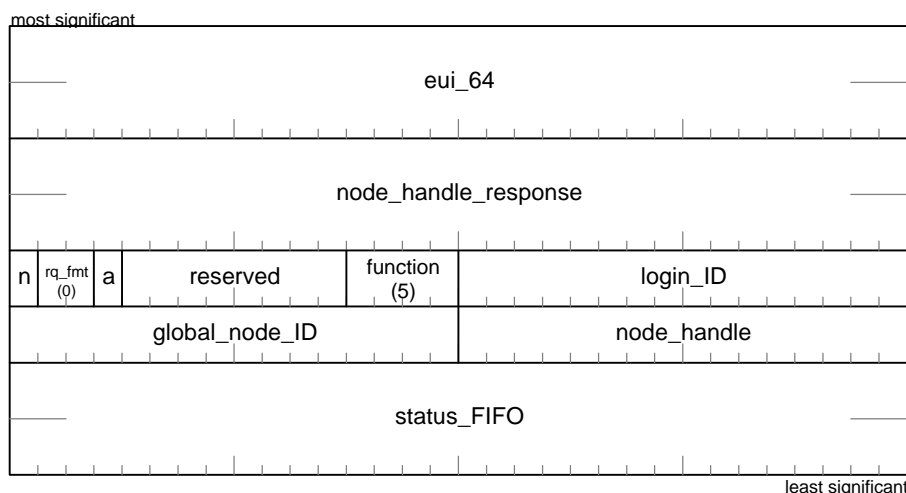 most significant
eui_64
node_handle_response
n rq_fmt (0) a reserved function (5) login_ID
global_node_ID node_handle
status_FIFO
least significant